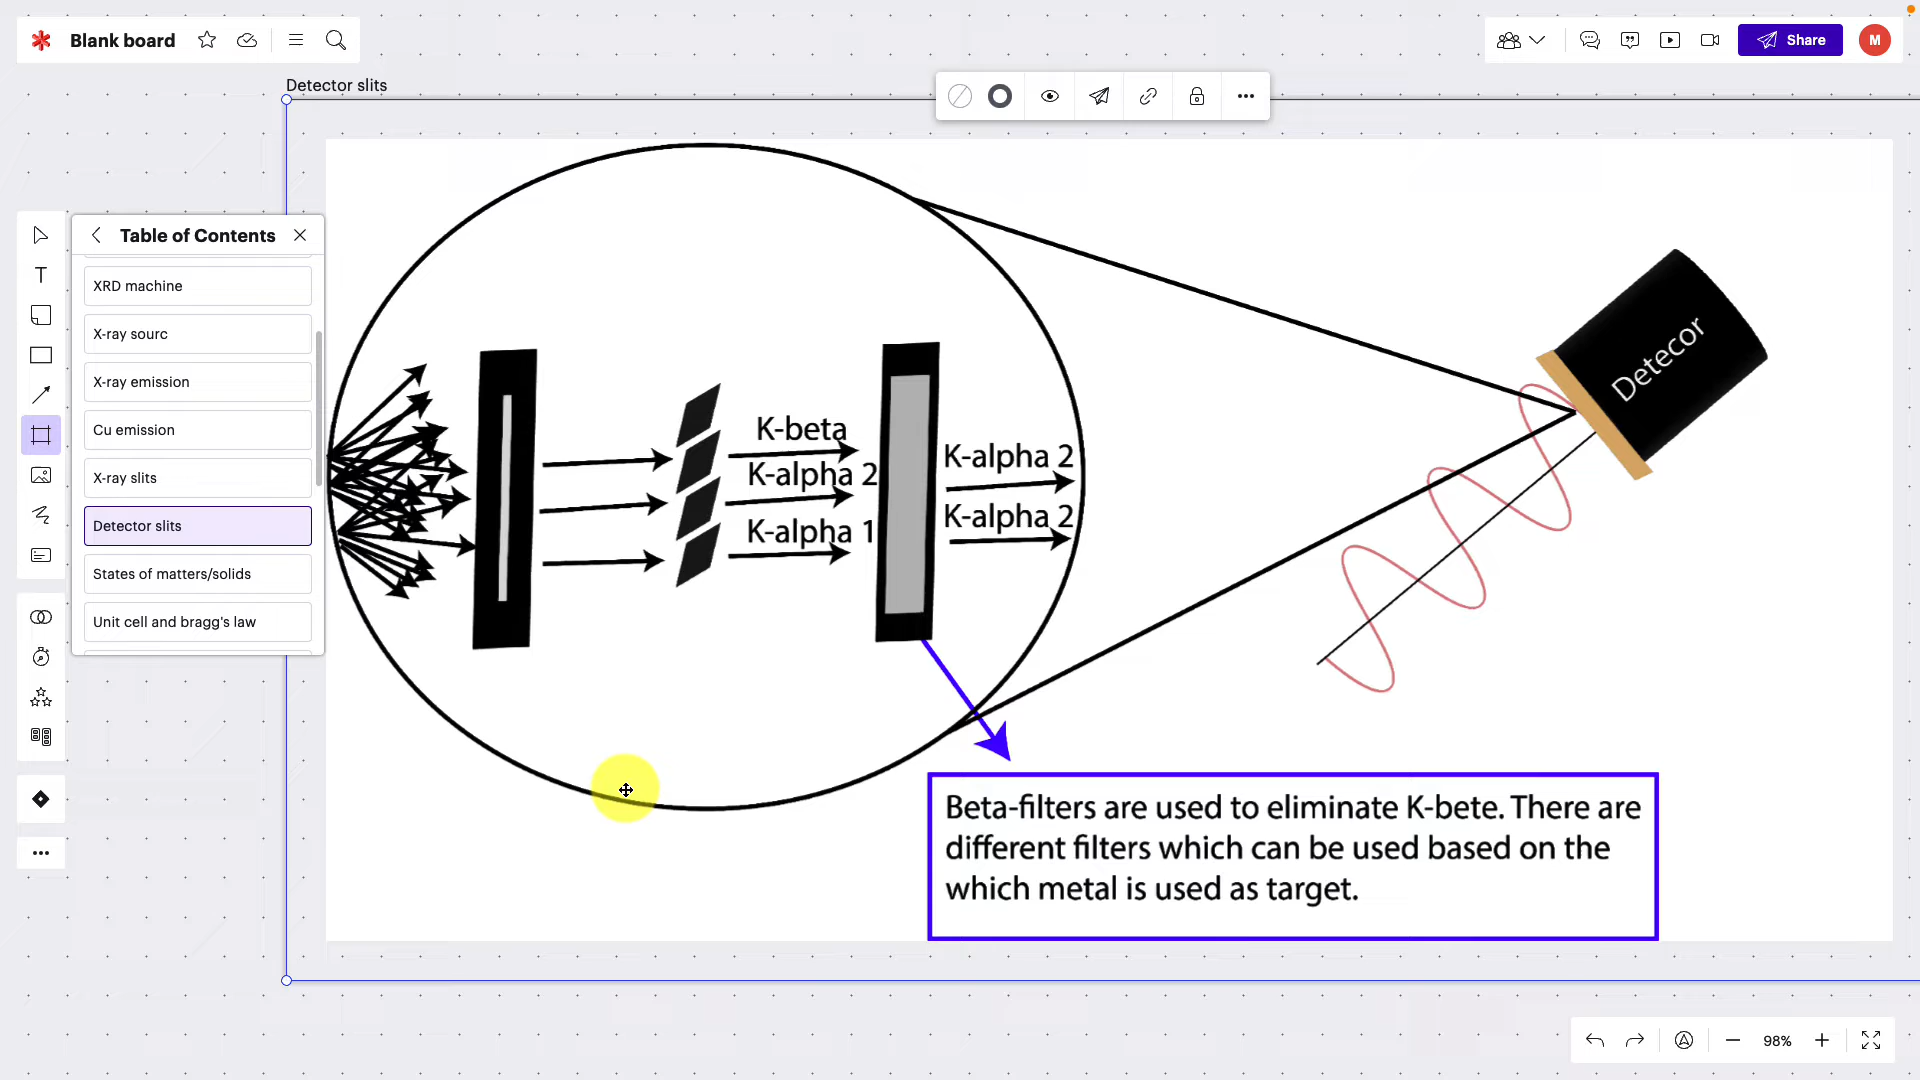 Blank board
Share
M
Detector slits
Table of Contents
XRD machine
X-ray sourc
X-ray emission
Cu emission
X-ray slits
Detector slits
States of matters/solids
Unit cell and bragg's law
K-beta
K-alpha 2
K-alpha 1
K-alpha 2
K-alpha 2
Detecor
Beta-filters are used to eliminate K-bete. There are
different filters which can be used based on the
which metal is used as target.
98%